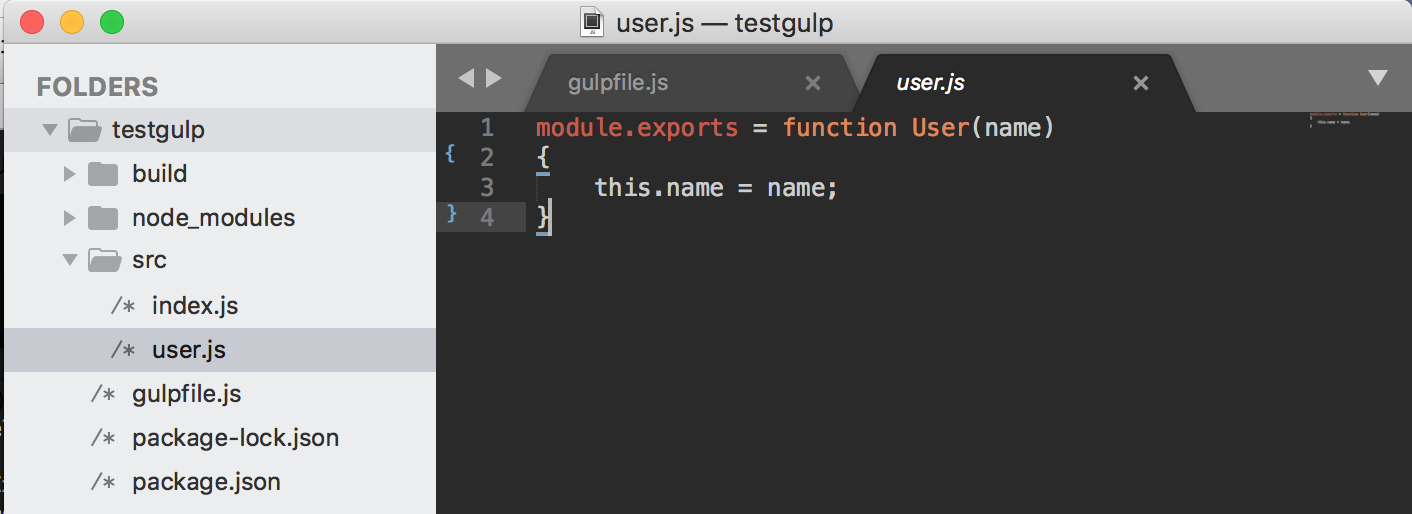 user.js — testgulp
FOLDERS
testgulp
build
node_modules
src
/* index.js
/* user.js
/* gulpfile.js
/* package-lock.json
/* package.json
gulpfile.js × user.js ×
1 module.exports = function User(name)
{ 2 {
3     this.name = name;
} 4 }